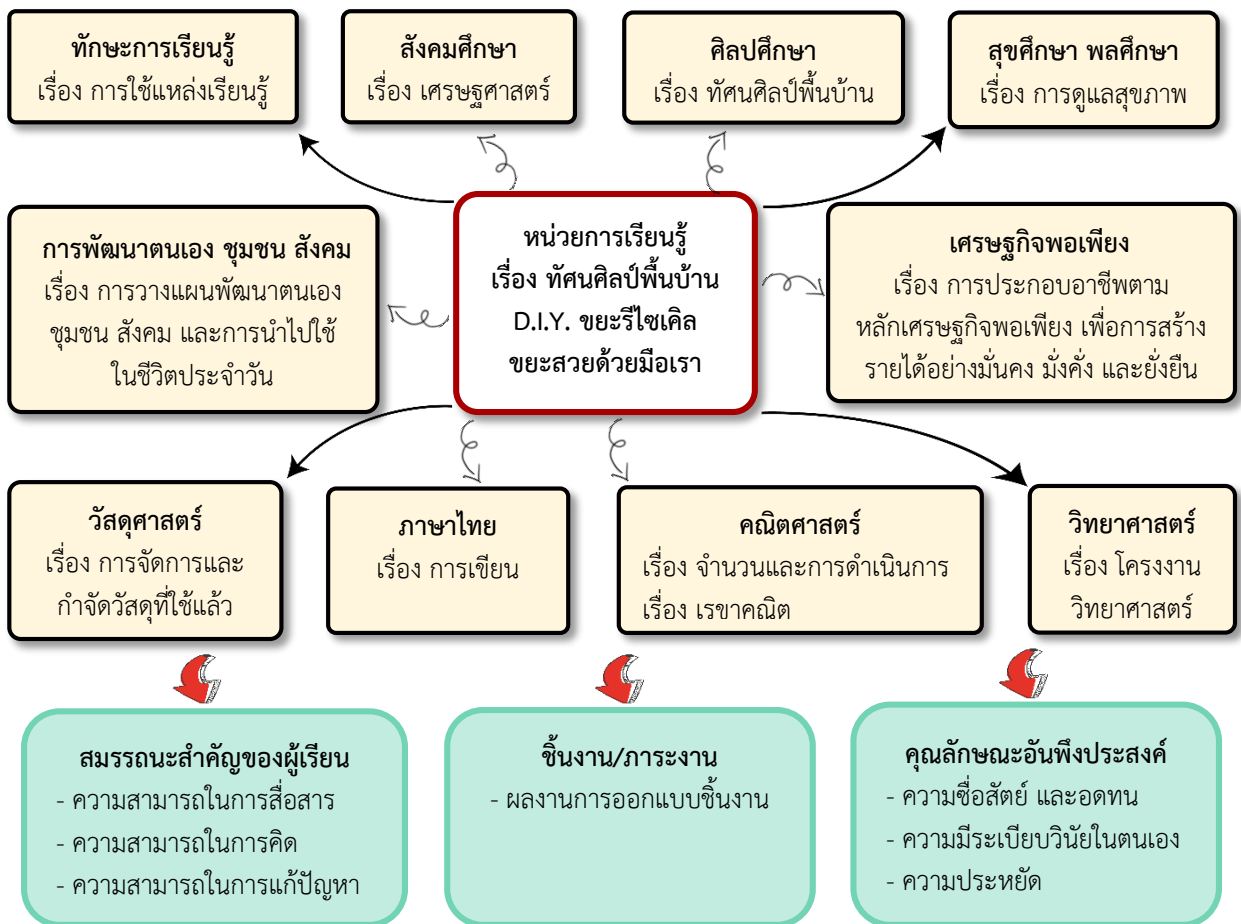 ทักษะการเรียนรู้
เรื่อง การใช้แหล่งเรียนรู้
สังคมศึกษา
เรื่อง เศรษฐศาสตร์
ศิลปศึกษา
เรื่อง ทัศนศิลป์พื้นบ้าน
สุขศึกษา พลศึกษา
เรื่อง การดูแลสุขภาพ
การพัฒนาตนเอง ชุมชน สังคม
เรื่อง การวางแผนพัฒนาตนเอง
ชุมชน สังคม และการนำไปใช้
ในชีวิตประจำวัน
หน่วยการเรียนรู้
เรื่อง ทัศนศิลป์พื้นบ้าน
D.I.Y. ขยะรีไซเคิล
ขยะสวยด้วยมือเรา
เศรษฐกิจพอเพียง
เรื่อง การประกอบอาชีพตาม
หลักเศรษฐกิจพอเพียง เพื่อการสร้าง
รายได้อย่างมั่นคง มั่งคั่ง และยั่งยืน
วัสดุศาสตร์
เรื่อง การจัดการและ
กำจัดวัสดุที่ใช้แล้ว
ภาษาไทย
เรื่อง การเขียน
คณิตศาสตร์
เรื่อง จำนวนและการดำเนินการ
เรื่อง เรขาคณิต
วิทยาศาสตร์
เรื่อง โครงงาน
วิทยาศาสตร์
สมรรถนะสำคัญของผู้เรียน
- ความสามารถในการสื่อสาร
- ความสามารถในการคิด
- ความสามารถในการแก้ปัญหา
ชิ้นงาน/ภาระงาน
- ผลงานการออกแบบชิ้นงาน
คุณลักษณะอันพึงประสงค์
- ความซื่อสัตย์ และอดทน
- ความมีระเบียบวินัยในตนเอง
- ความประหยัด